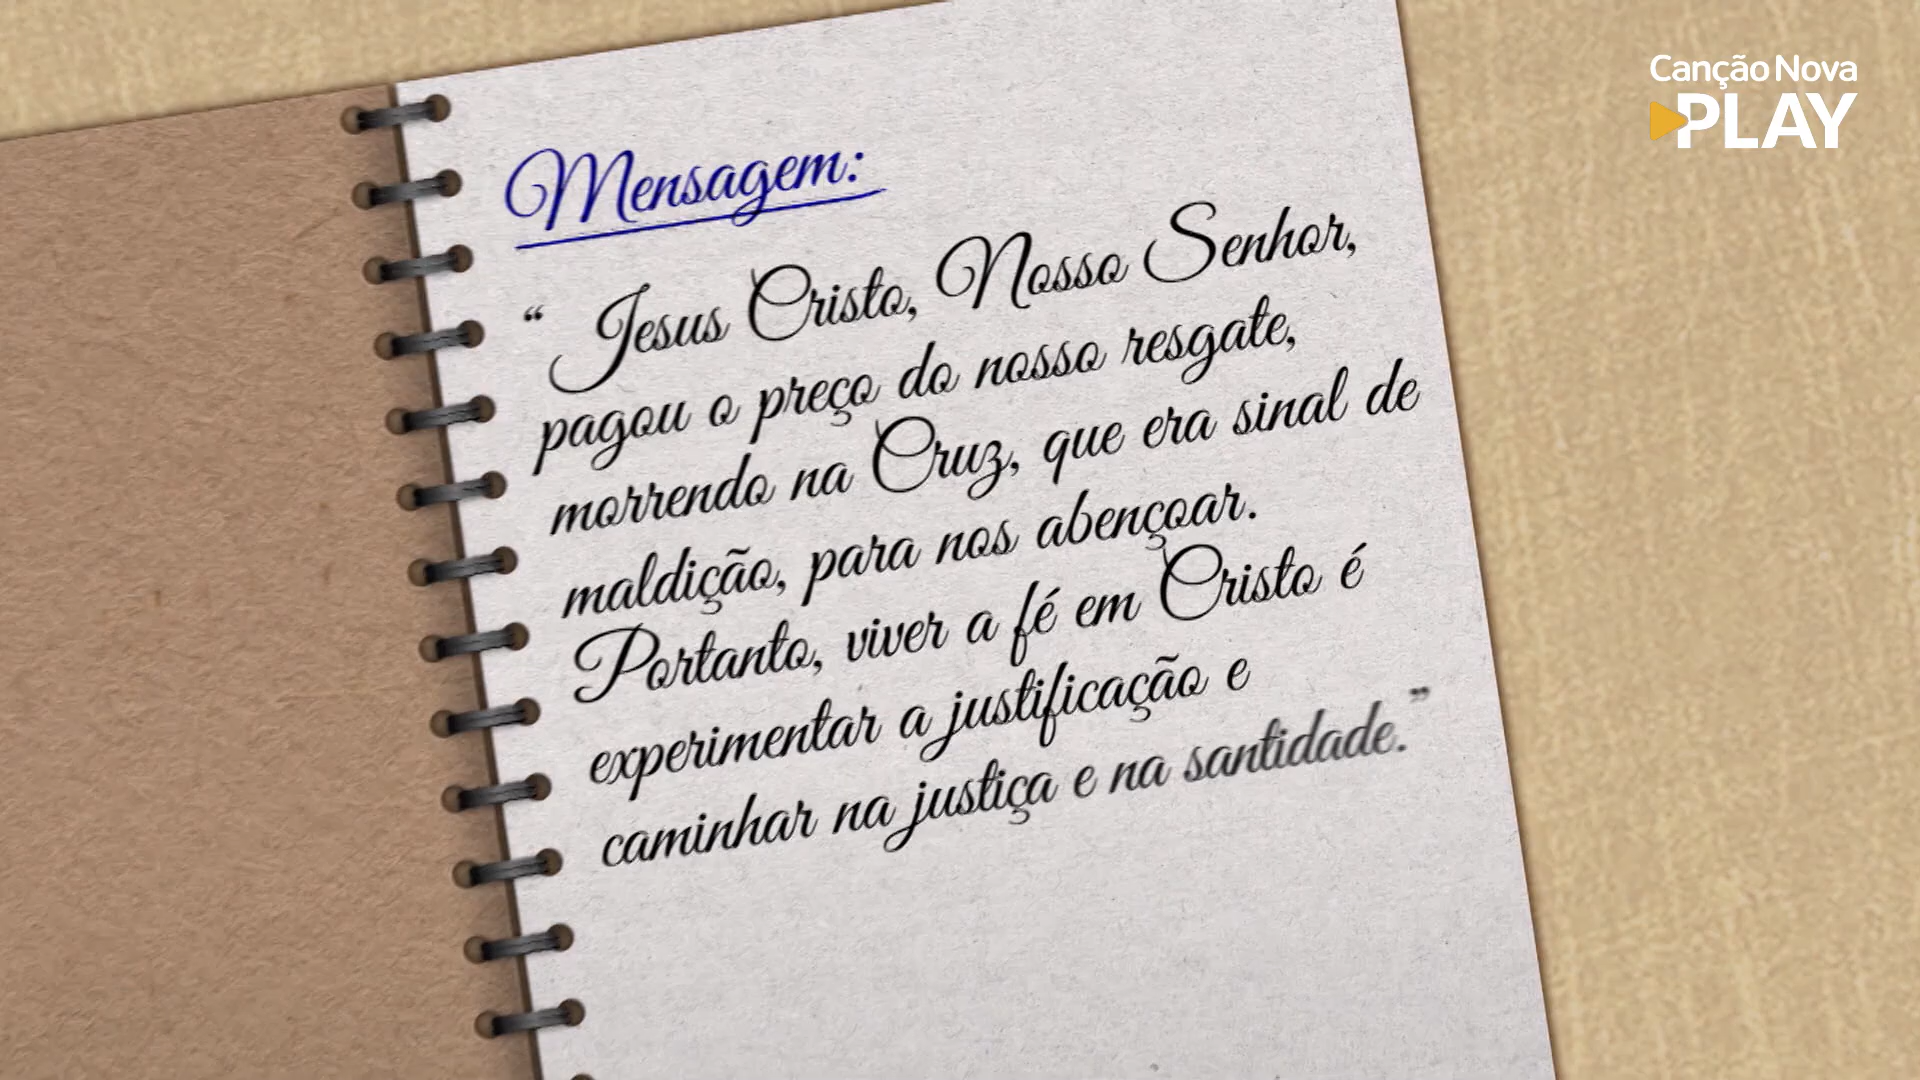 Canção Nova
PLAY
Mensagem:
“ Jesus Cristo, Nosso Senhor,
pagou o preço do nosso resgate,
morrendo na Cruz, que era sinal de
maldição, para nos abençoar.
Portanto, viver a fé em Cristo é
experimentar a justificação e
caminhar na justiça e na santidade.”